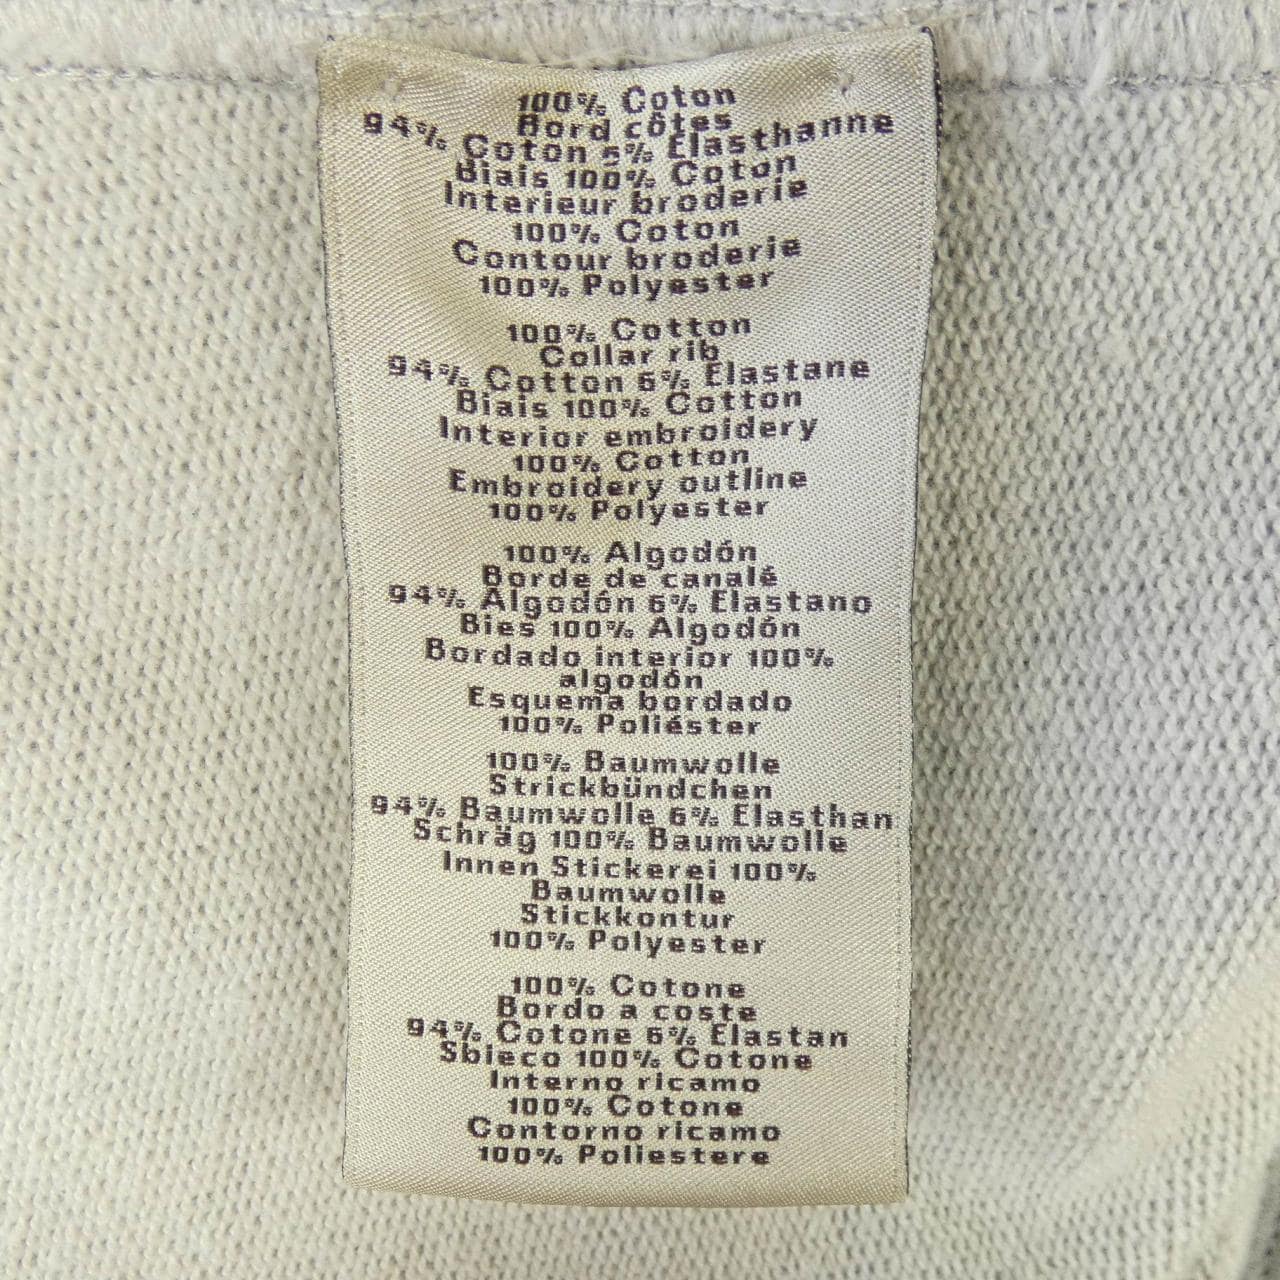 100% Coton
Bord côtes
94% Coton 6% Elasthanne
Biais 100% Coton
Interieur broderie
100% Coton
Contour broderie
100% Polyester
100% Cotton
Collar rib
94% Cotton 6% Elastane
Biais 100% Cotton
Interior embroidery
100% Cotton
Embroidery outline
100% Polyester
100% Algodón
Borde de canalé
94% Algodón 6% Elastano
Bies 100% Algodón
Bordado interior 100%
algodón
Esquema bordado
100% Poliéster
100% Baumwolle
Strickbündchen
94% Baumwolle 6% Elasthan
Schräg 100% Baumwolle
Innen Stickerei 100%
Baumwolle
Stickkontur
100% Polyester
100% Cotone
Bordo a coste
94% Cotone 6% Elastan
Sbieco 100% Cotone
Interno ricamo
100% Cotone
Contorno ricamo
100% Poliestere